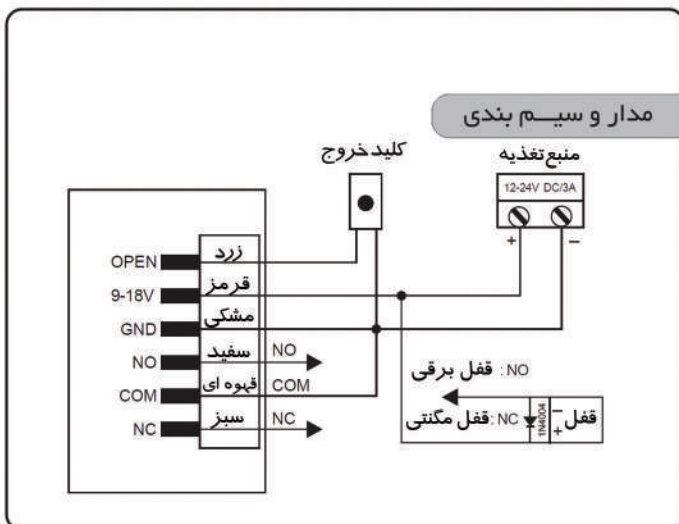 مدار و سیـــم بندی
کلید خروج
منبع تغذیه
12-24V DC/3A
+ −
OPEN زرد
9-18V قرمز
GND مشکی
NO سفید NO
COM قهوه ای COM
NC سبز NC
قفل برقی : NO
قفل مگنتی : NC
1N4004
− +
قفل